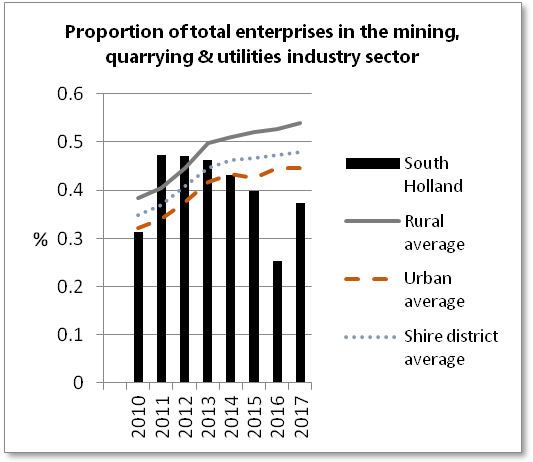 Proportion of total enterprises in the mining,
quarrying & utilities industry sector
0.6
0.5
0.4
0.3
0.2
0.1
0
%
2010
2011
2012
2013
2014
2015
2016
2017
South
Holland
Rural
average
Urban
average
Shire district
average